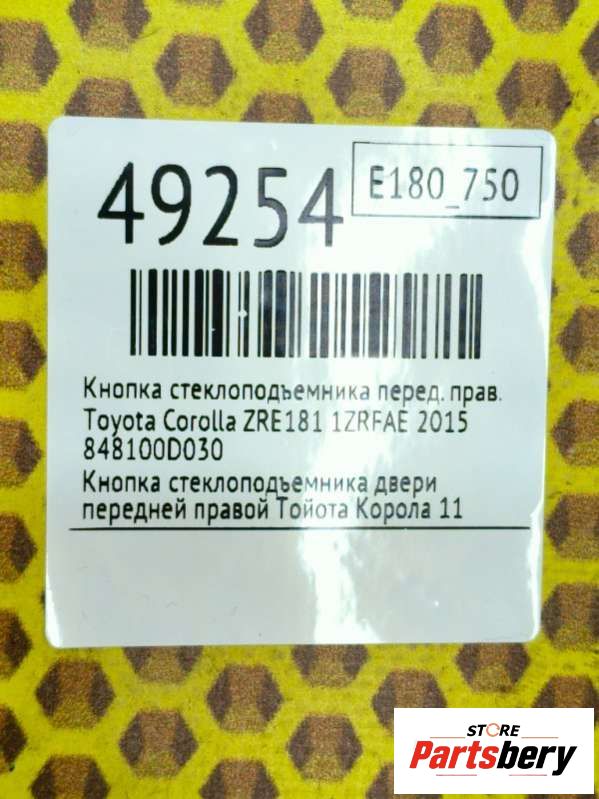 49254
E180_750
Кнопка стеклоподъемника перед. прав.
Toyota Corolla ZRE181 1ZRFAE 2015
848100D030
Кнопка стеклоподъемника двери
передней правой Тойота Корола 11
STORE
Partsbery